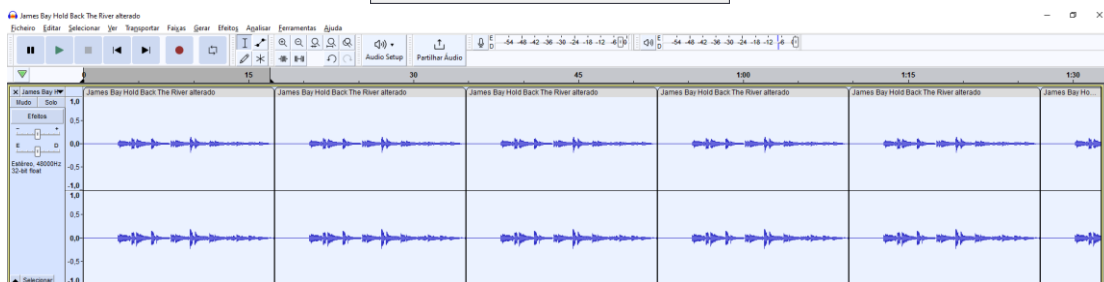 James Bay Hold Back The River alterado
Ficheiro Editar Selecionar Ver Transportar Faixas Gerar Efeitos Analisar Ferramentas Ajuda
E D -54 -48 -42 -36 -30 -24 -18 -12 -6 0
E D -54 -48 -42 -36 -30 -24 -18 -12 -6 0
Audio Setup Partilhar Áudio
0 15 30 45 1:00 1:15 1:30
James Bay H James Bay Hold Back The River alterado James Bay Hold Back The River alterado James Bay Hold Back The River alterado James Bay Hold Back The River alterado James Bay Hold Back The River alterado James Bay Ho...
Mudo Solo
Efeitos
- +
E D
Estéreo, 48000Hz
32-bit float
1,0
0,5
0,0
-0,5
-1,0
1,0
0,5
0,0
-0,5
-1,0
Selecionar